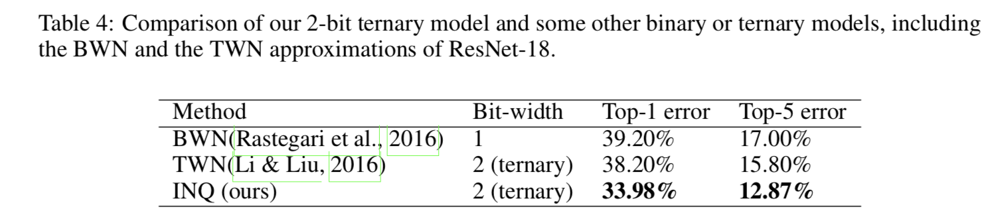 Table 4: Comparison of our 2-bit ternary model and some other binary or ternary models, including
the BWN and the TWN approximations of ResNet-18.
Method Bit-width Top-1 error Top-5 error
BWN(Rastegari et al., 2016) 1 39.20% 17.00%
TWN(Li & Liu, 2016) 2 (ternary) 38.20% 15.80%
INQ (ours) 2 (ternary) 33.98% 12.87%